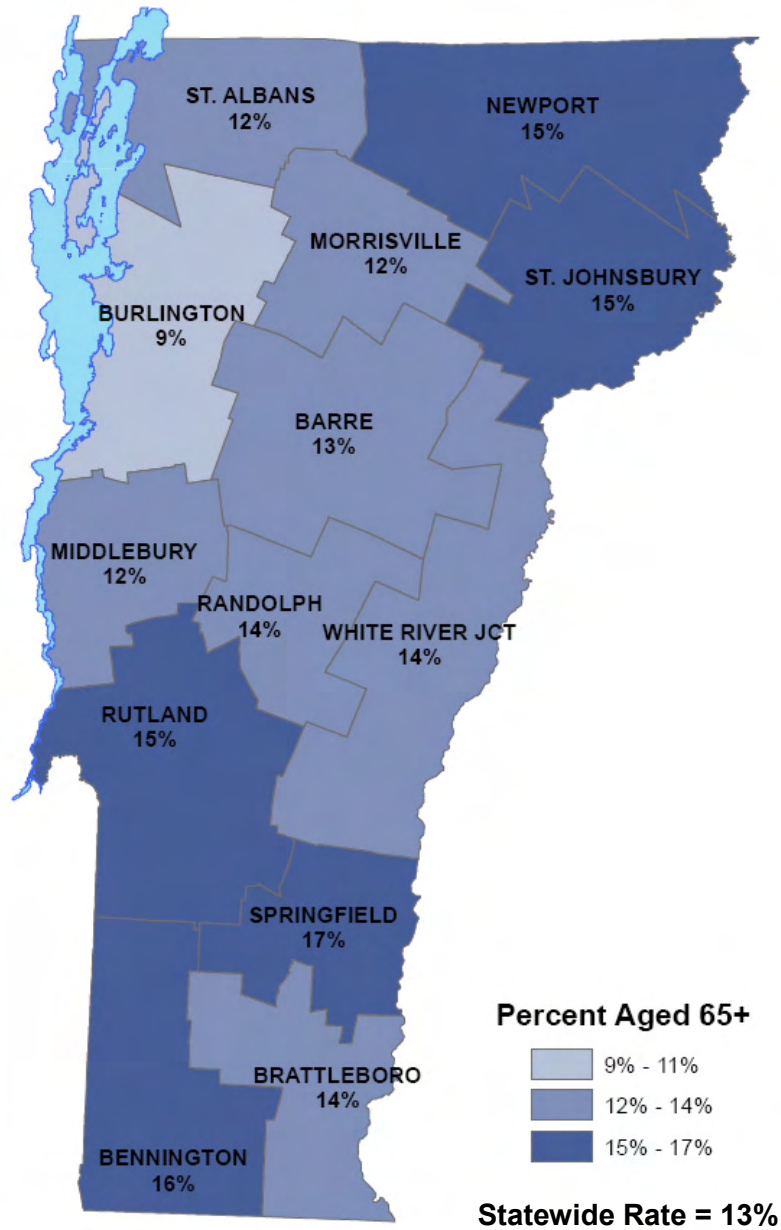 ST. ALBANS
12%
NEWPORT
15%
MORRISVILLE
12%
ST. JOHNSBURY
15%
BURLINGTON
9%
BARRE
13%
MIDDLEBURY
12%
RANDOLPH
14%
WHITE RIVER JCT
14%
RUTLAND
15%
SPRINGFIELD
17%
BRATTLEBORO
14%
BENNINGTON
16%
Percent Aged 65+
9% - 11%
12% - 14%
15% - 17%
Statewide Rate = 13%